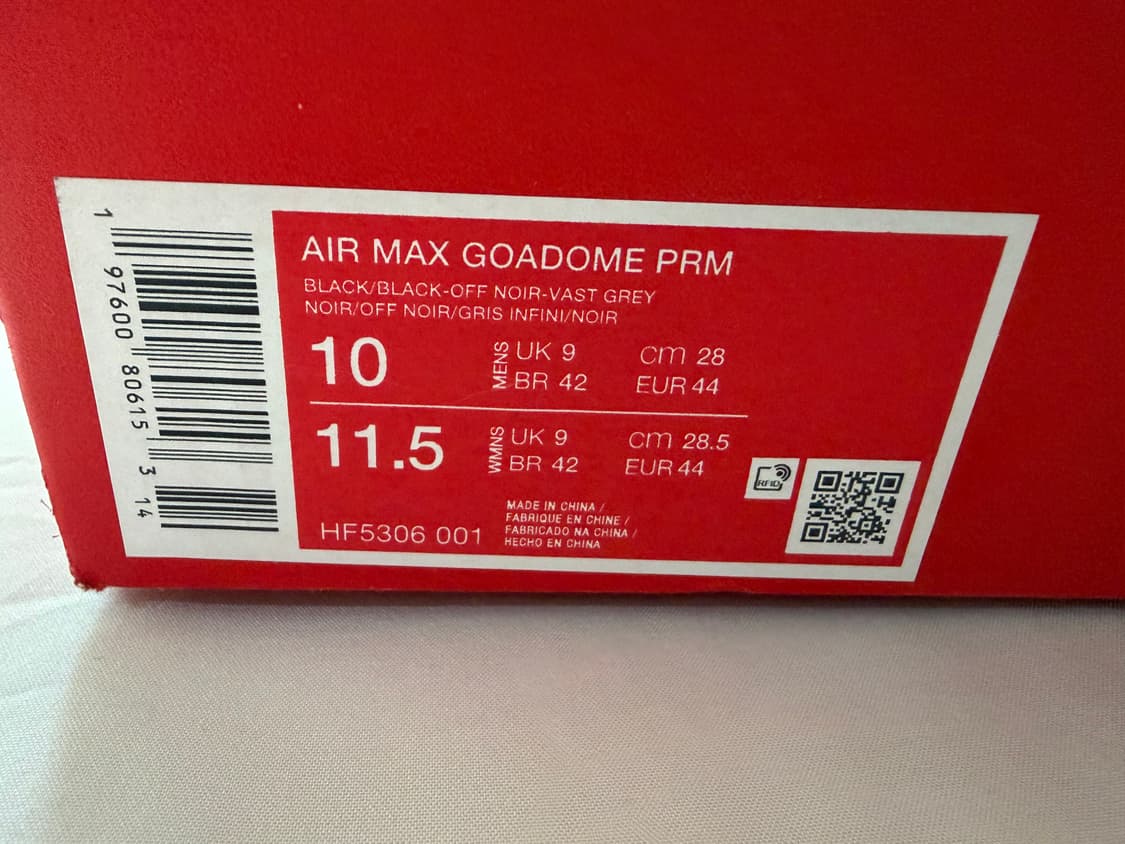 AIR MAX GOADOME PRM
BLACK/BLACK-OFF NOIR-VAST GREY
NOIR/OFF NOIR/GRIS INFINI/NOIR
10 MENS UK 9 cm 28
BR 42 EUR 44
11.5 WMNS UK 9 cm 28.5
BR 42 EUR 44
HF5306 001
MADE IN CHINA /
FABRIQUE EN CHINE /
FABRICADO NA CHINA /
HECHO EN CHINA
RFID
1 97600 80615 3 14